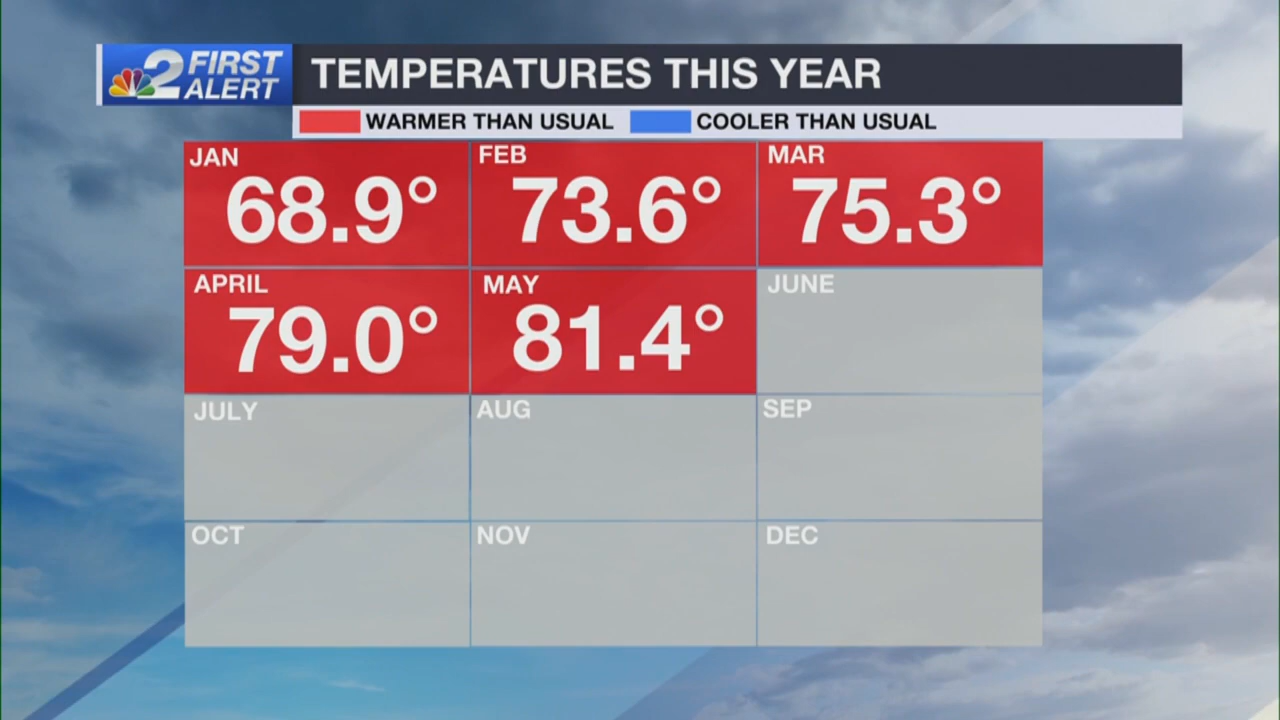 2 FIRST ALERT
TEMPERATURES THIS YEAR
WARMER THAN USUAL COOLER THAN USUAL
JAN FEB MAR
68.9° 73.6° 75.3°
APRIL MAY JUNE
79.0° 81.4°
JULY AUG SEP
OCT NOV DEC